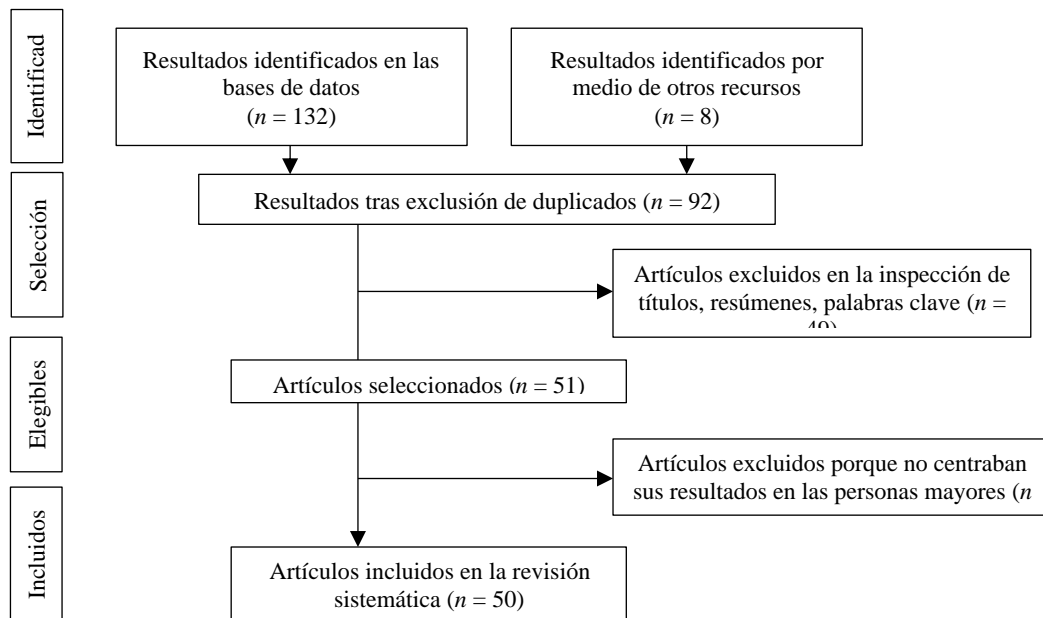 Identificad
Resultados identificados en las
bases de datos
(n = 132)
Resultados identificados por
medio de otros recursos
(n = 8)
Selección
Resultados tras exclusión de duplicados (n = 92)
Artículos excluidos en la inspección de
títulos, resúmenes, palabras clave (n =
Elegibles
Artículos seleccionados (n = 51)
Artículos excluidos porque no centraban
sus resultados en las personas mayores (n
Incluidos
Artículos incluidos en la revisión
sistemática (n = 50)